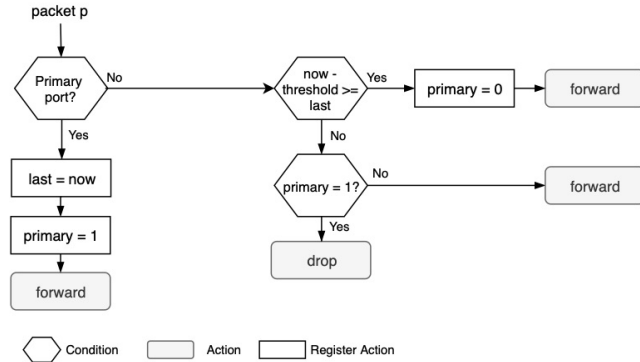 packet p
Primary
port?
No
Yes
now -
threshold >=
last
Yes
primary = 0
forward
No
last = now
primary = 1?
No
forward
primary = 1
Yes
drop
forward
Condition
Action
Register Action